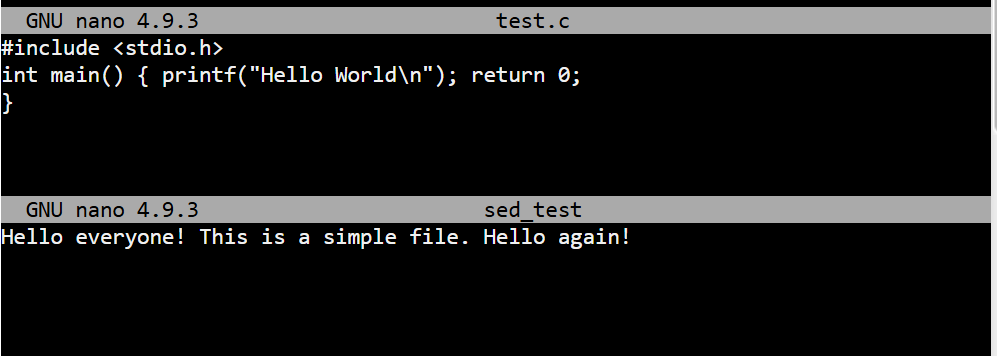 GNU nano 4.9.3 test.c
#include <stdio.h>
int main() { printf("Hello World\n"); return 0;
}
GNU nano 4.9.3 sed_test
Hello everyone! This is a simple file. Hello again!